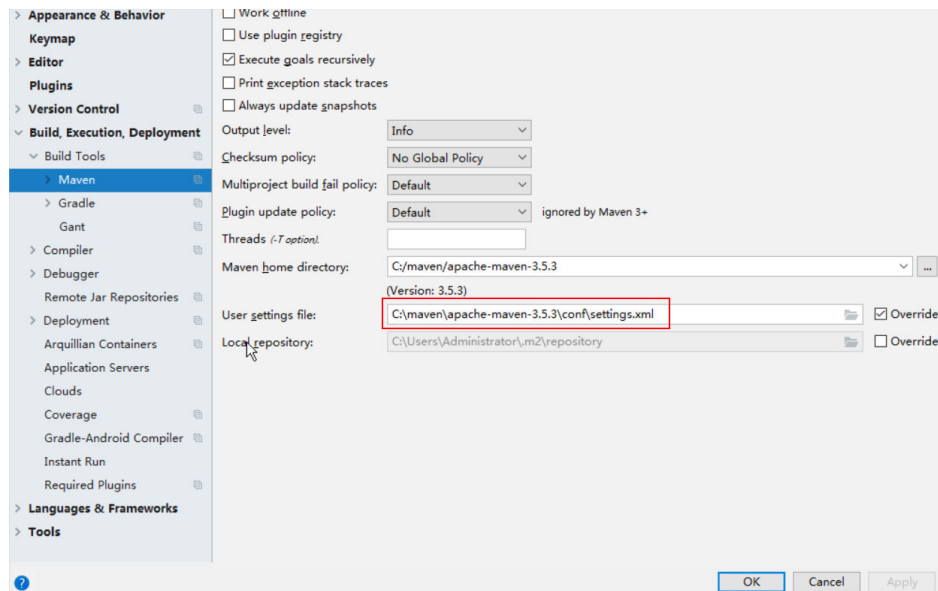 Appearance & Behavior
Keymap
Editor
Plugins
Version Control
Build, Execution, Deployment
Build Tools
Maven
Gradle
Gant
Compiler
Debugger
Remote Jar Repositories
Deployment
Arquillian Containers
Application Servers
Clouds
Coverage
Gradle-Android Compiler
Instant Run
Required Plugins
Languages & Frameworks
Tools
Work offline
Use plugin registry
Execute goals recursively
Print exception stack traces
Always update snapshots
Output level: Info
Checksum policy: No Global Policy
Multiproject build fail policy: Default
Plugin update policy: Default ignored by Maven 3+
Threads (-T option).
Maven home directory: C:/maven/apache-maven-3.5.3 ...
(Version: 3.5.3)
User settings file: C:\maven\apache-maven-3.5.3\conf\settings.xml Override
Local repository: C:\Users\Administrator\.m2\repository Override
? OK Cancel Apply